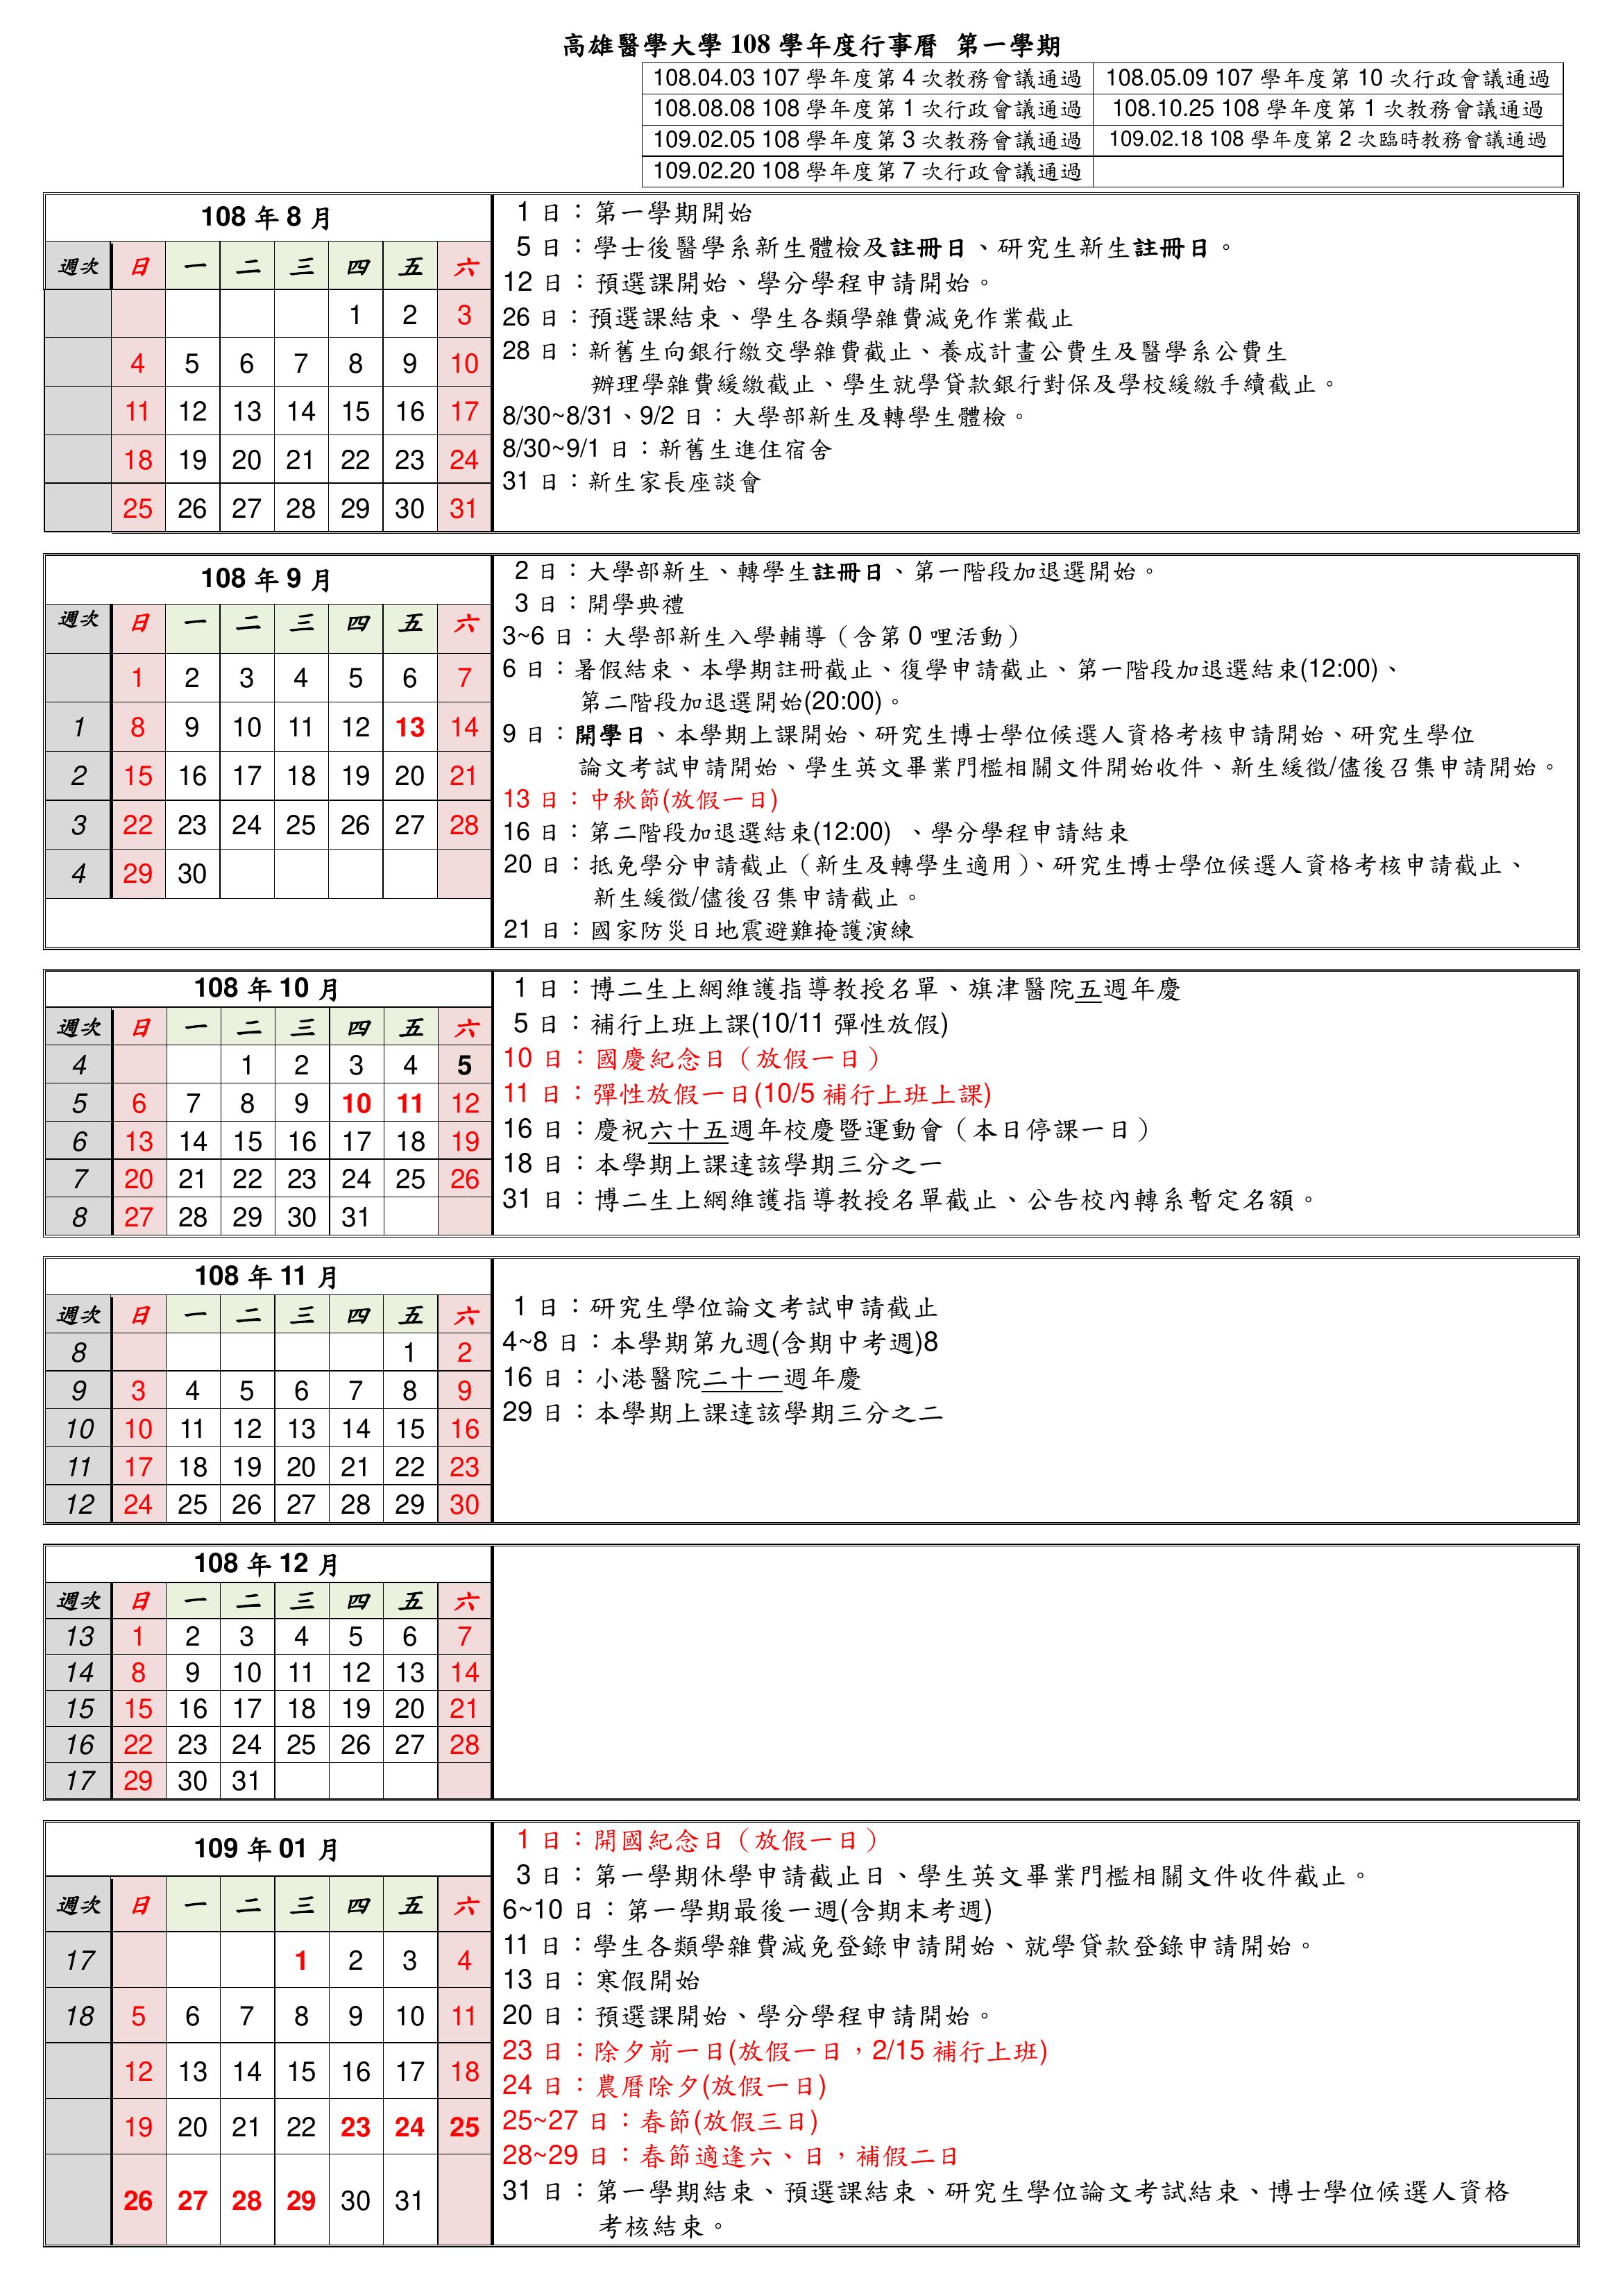 高雄醫學大學 108 學年度行事曆 第一學期
108.04.03 107 學年度第 4 次教務會議通過 108.05.09 107 學年度第 10 次行政會議通過
108.08.08 108 學年度第 1 次行政會議通過 108.10.25 108 學年度第 1 次教務會議通過
109.02.05 108 學年度第 3 次教務會議通過 109.02.18 108 學年度第 2 次臨時教務會議通過
109.02.20 108 學年度第 7 次行政會議通過
108 年 8 月
週次 日 一 二 三 四 五 六
1 2 3
4 5 6 7 8 9 10
11 12 13 14 15 16 17
18 19 20 21 22 23 24
25 26 27 28 29 30 31
1 日：第一學期開始
5 日：學士後醫學系新生體檢及註冊日、研究生新生註冊日。
12 日：預選課開始、學分學程申請開始。
26 日：預選課結束、學生各類學雜費減免作業截止
28 日：新舊生向銀行繳交學雜費截止、養成計畫公費生及醫學系公費生
辦理學雜費緩繳截止、學生就學貸款銀行對保及學校緩繳手續截止。
8/30~8/31、9/2 日：大學部新生及轉學生體檢。
8/30~9/1 日：新舊生進住宿舍
31 日：新生家長座談會
108 年 9 月
週次 日 一 二 三 四 五 六
1 2 3 4 5 6 7
1 8 9 10 11 12 13 14
2 15 16 17 18 19 20 21
3 22 23 24 25 26 27 28
4 29 30
2 日：大學部新生、轉學生註冊日、第一階段加退選開始。
3 日：開學典禮
3~6 日：大學部新生入學輔導（含第 0 哩活動）
6 日：暑假結束、本學期註冊截止、復學申請截止、第一階段加退選結束(12:00)、
第二階段加退選開始(20:00)。
9 日：開學日、本學期上課開始、研究生博士學位候選人資格考核申請開始、研究生學位
論文考試申請開始、學生英文畢業門檻相關文件開始收件、新生緩徵/儘後召集申請開始。
13 日：中秋節(放假一日)
16 日：第二階段加退選結束(12:00) 、學分學程申請結束
20 日：抵免學分申請截止（新生及轉學生適用）、研究生博士學位候選人資格考核申請截止、
新生緩徵/儘後召集申請截止。
21 日：國家防災日地震避難掩護演練
108 年 10 月
週次 日 一 二 三 四 五 六
4 1 2 3 4 5
5 6 7 8 9 10 11 12
6 13 14 15 16 17 18 19
7 20 21 22 23 24 25 26
8 27 28 29 30 31
1 日：博二生上網維護指導教授名單、旗津醫院五週年慶
5 日：補行上班上課(10/11 彈性放假)
10 日：國慶紀念日（放假一日）
11 日：彈性放假一日(10/5 補行上班上課)
16 日：慶祝六十五週年校慶暨運動會（本日停課一日）
18 日：本學期上課達該學期三分之一
31 日：博二生上網維護指導教授名單截止、公告校內轉系暫定名額。
108 年 11 月
週次 日 一 二 三 四 五 六
8 1 2
9 3 4 5 6 7 8 9
10 10 11 12 13 14 15 16
11 17 18 19 20 21 22 23
12 24 25 26 27 28 29 30
1 日：研究生學位論文考試申請截止
4~8 日：本學期第九週(含期中考週)8
16 日：小港醫院二十一週年慶
29 日：本學期上課達該學期三分之二
108 年 12 月
週次 日 一 二 三 四 五 六
13 1 2 3 4 5 6 7
14 8 9 10 11 12 13 14
15 15 16 17 18 19 20 21
16 22 23 24 25 26 27 28
17 29 30 31
109 年 01 月
週次 日 一 二 三 四 五 六
17 1 2 3 4
18 5 6 7 8 9 10 11
12 13 14 15 16 17 18
19 20 21 22 23 24 25
26 27 28 29 30 31
1 日：開國紀念日（放假一日）
3 日：第一學期休學申請截止日、學生英文畢業門檻相關文件收件截止。
6~10 日：第一學期最後一週(含期末考週)
11 日：學生各類學雜費減免登錄申請開始、就學貸款登錄申請開始。
13 日：寒假開始
20 日：預選課開始、學分學程申請開始。
23 日：除夕前一日(放假一日，2/15 補行上班)
24 日：農曆除夕(放假一日)
25~27 日：春節(放假三日)
28~29 日：春節適逢六、日，補假二日
31 日：第一學期結束、預選課結束、研究生學位論文考試結束、博士學位候選人資格
考核結束。